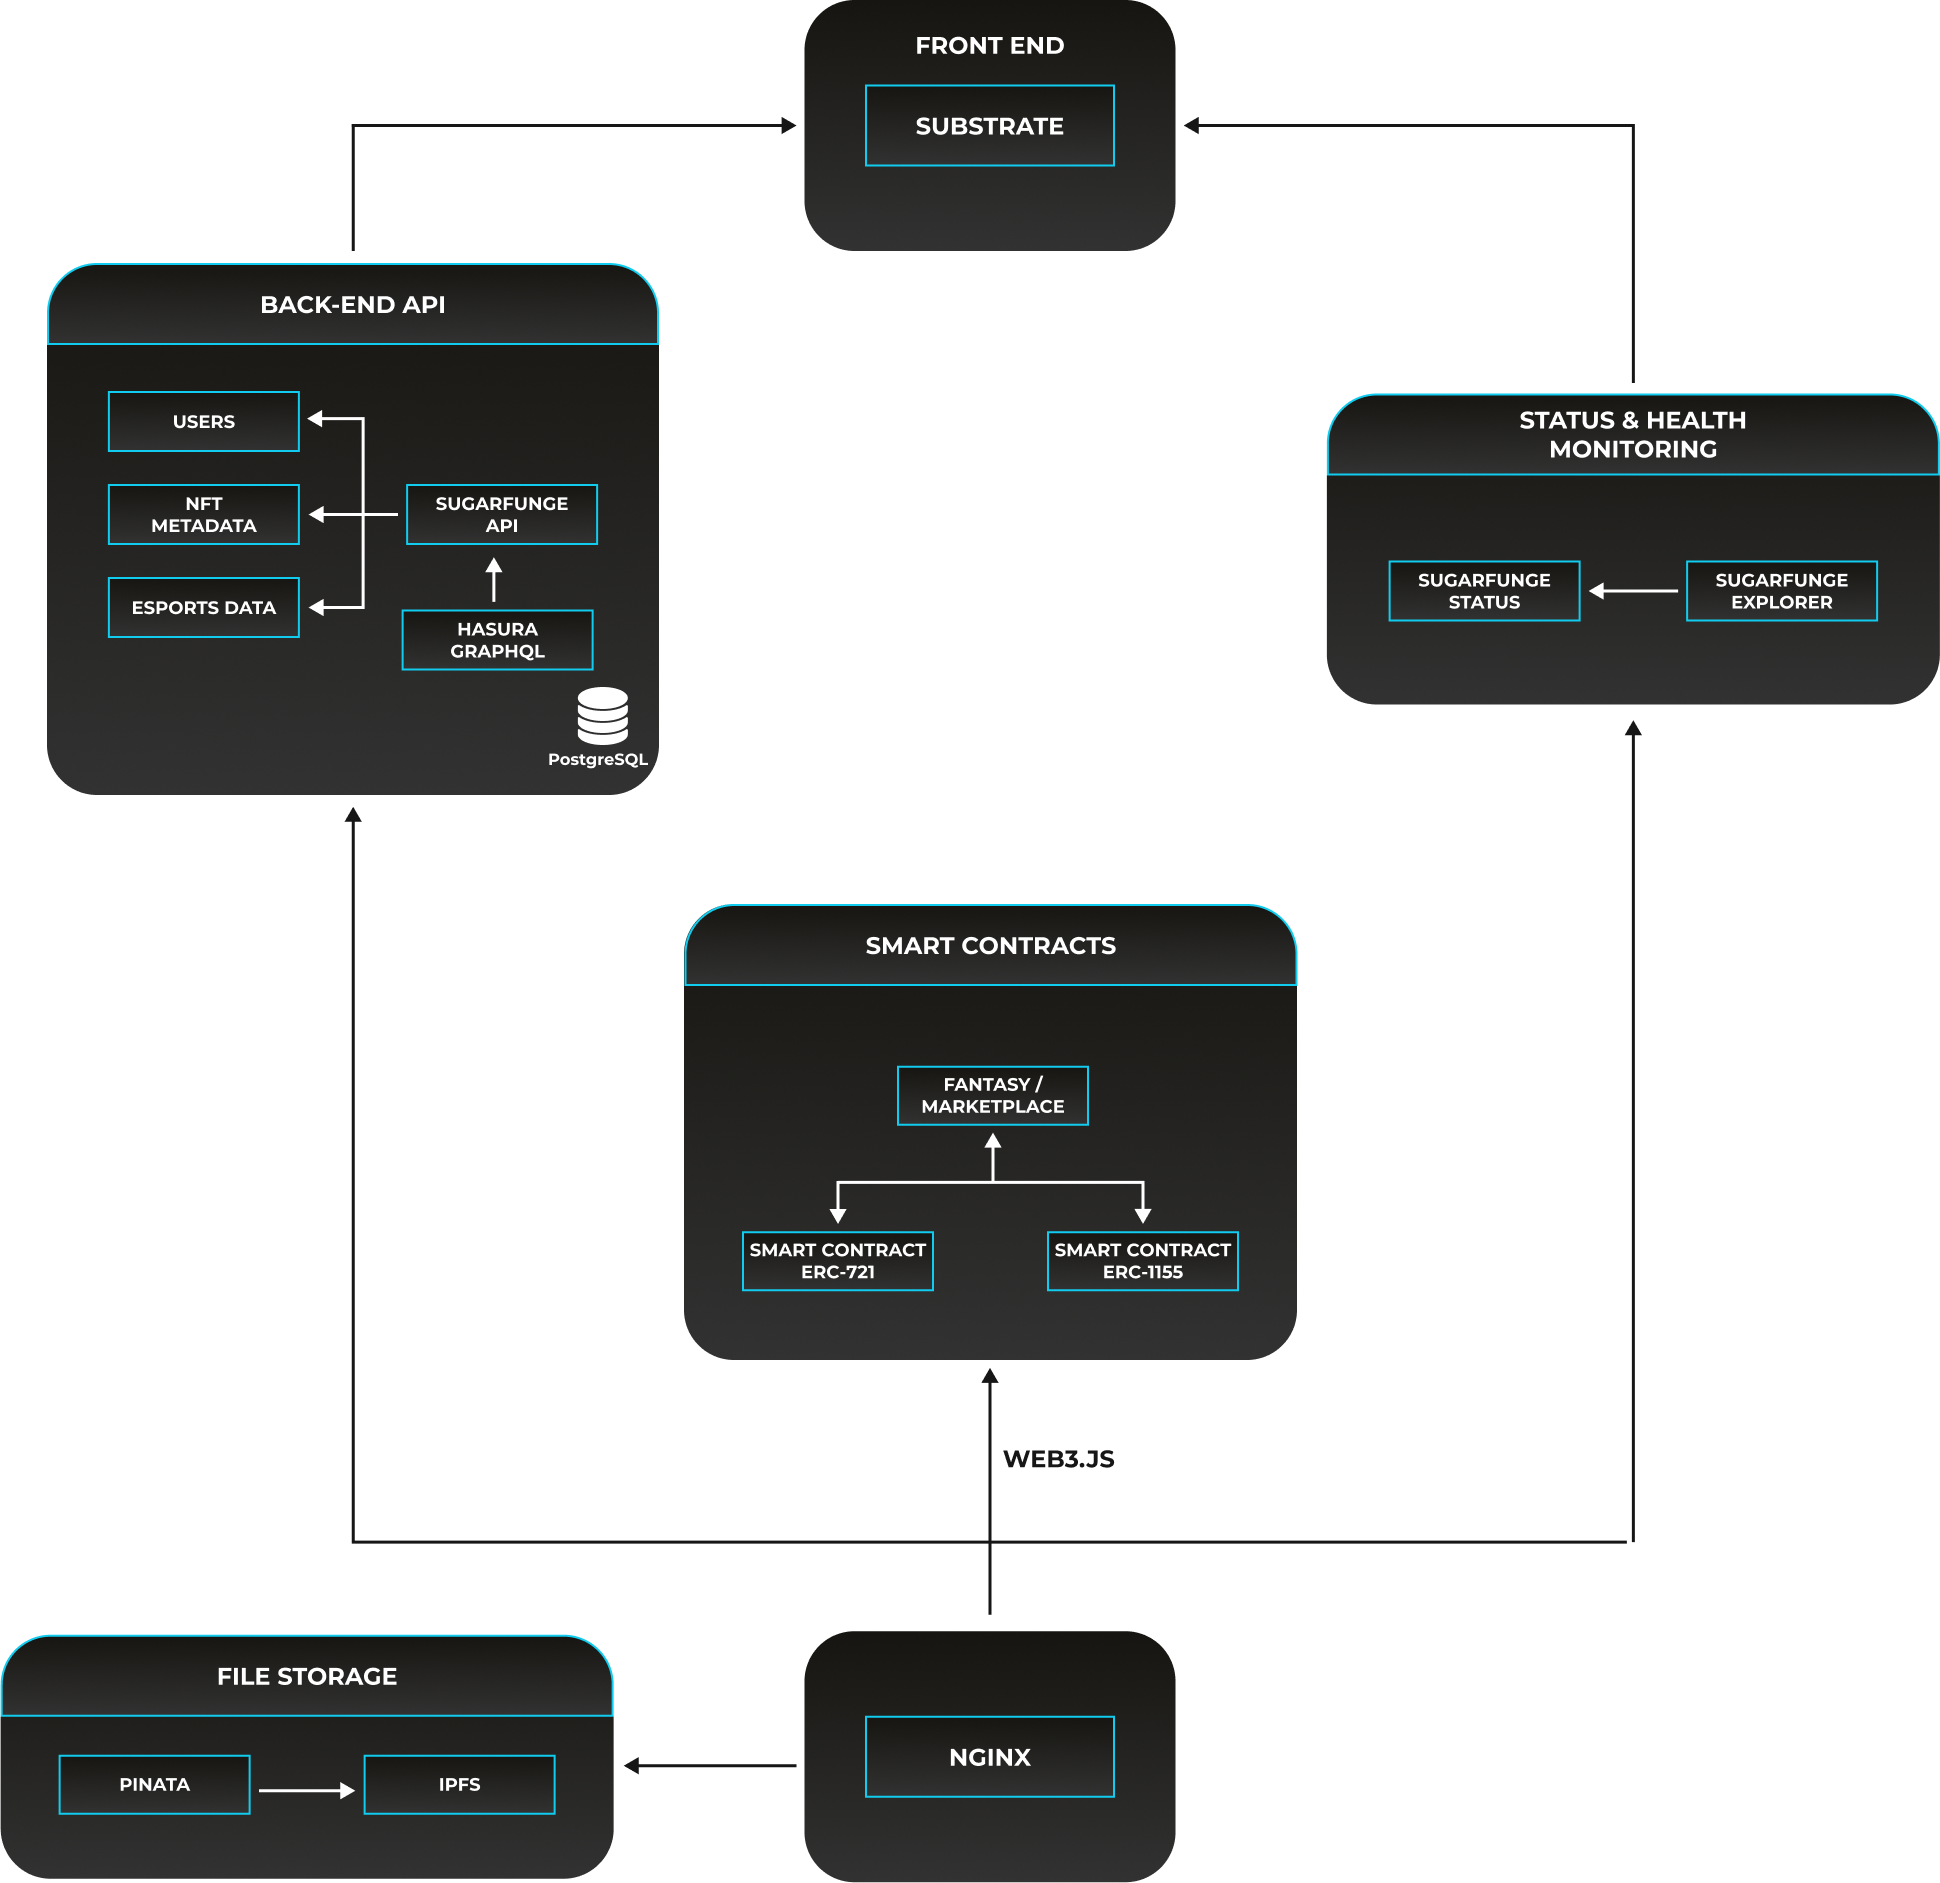 FRONT END
SUBSTRATE
BACK-END API
USERS
NFT
METADATA
ESPORTS DATA
SUGARFUNGE
API
HASURA
GRAPHQL
PostgreSQL
STATUS & HEALTH
MONITORING
SUGARFUNGE
STATUS
SUGARFUNGE
EXPLORER
SMART CONTRACTS
FANTASY /
MARKETPLACE
SMART CONTRACT
ERC-721
SMART CONTRACT
ERC-1155
WEB3.JS
FILE STORAGE
PINATA
IPFS
NGINX